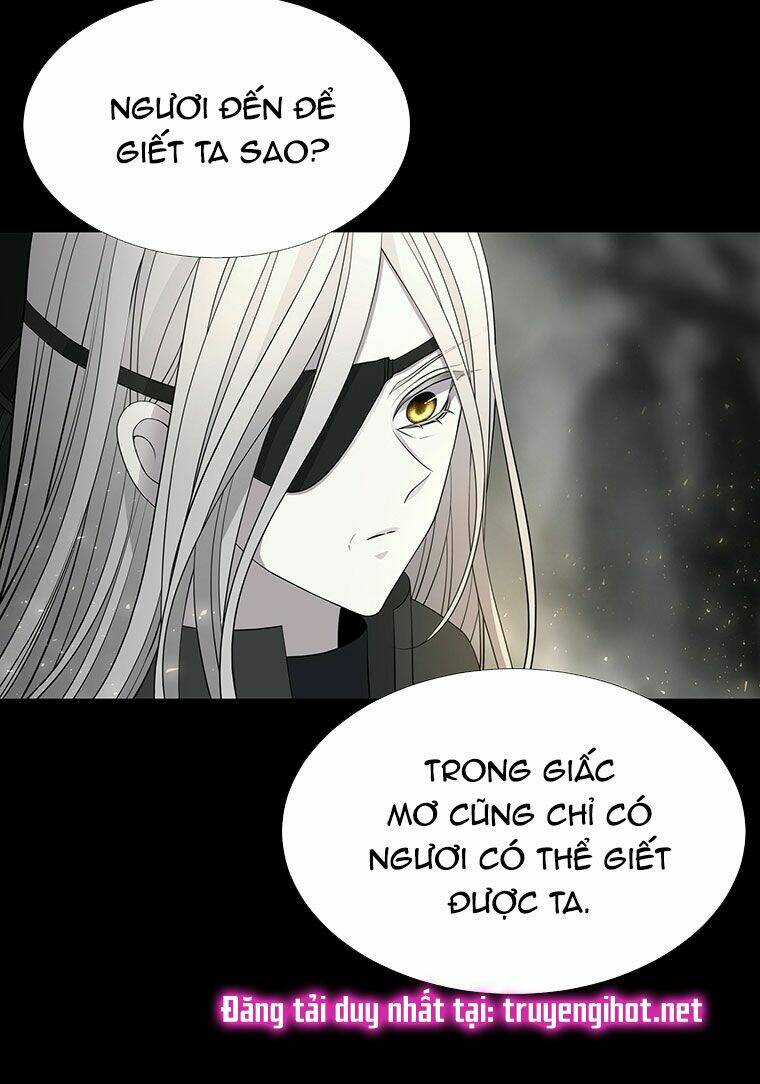 NGƯƠI ĐẾN ĐỂ
GIẾT TA SAO?
TRONG GIẤC
MƠ CŨNG CHỈ CÓ
NGƯƠI CÓ THỂ GIẾT
ĐƯỢC TA.
Đăng tải duy nhất tại: truyengihot.net